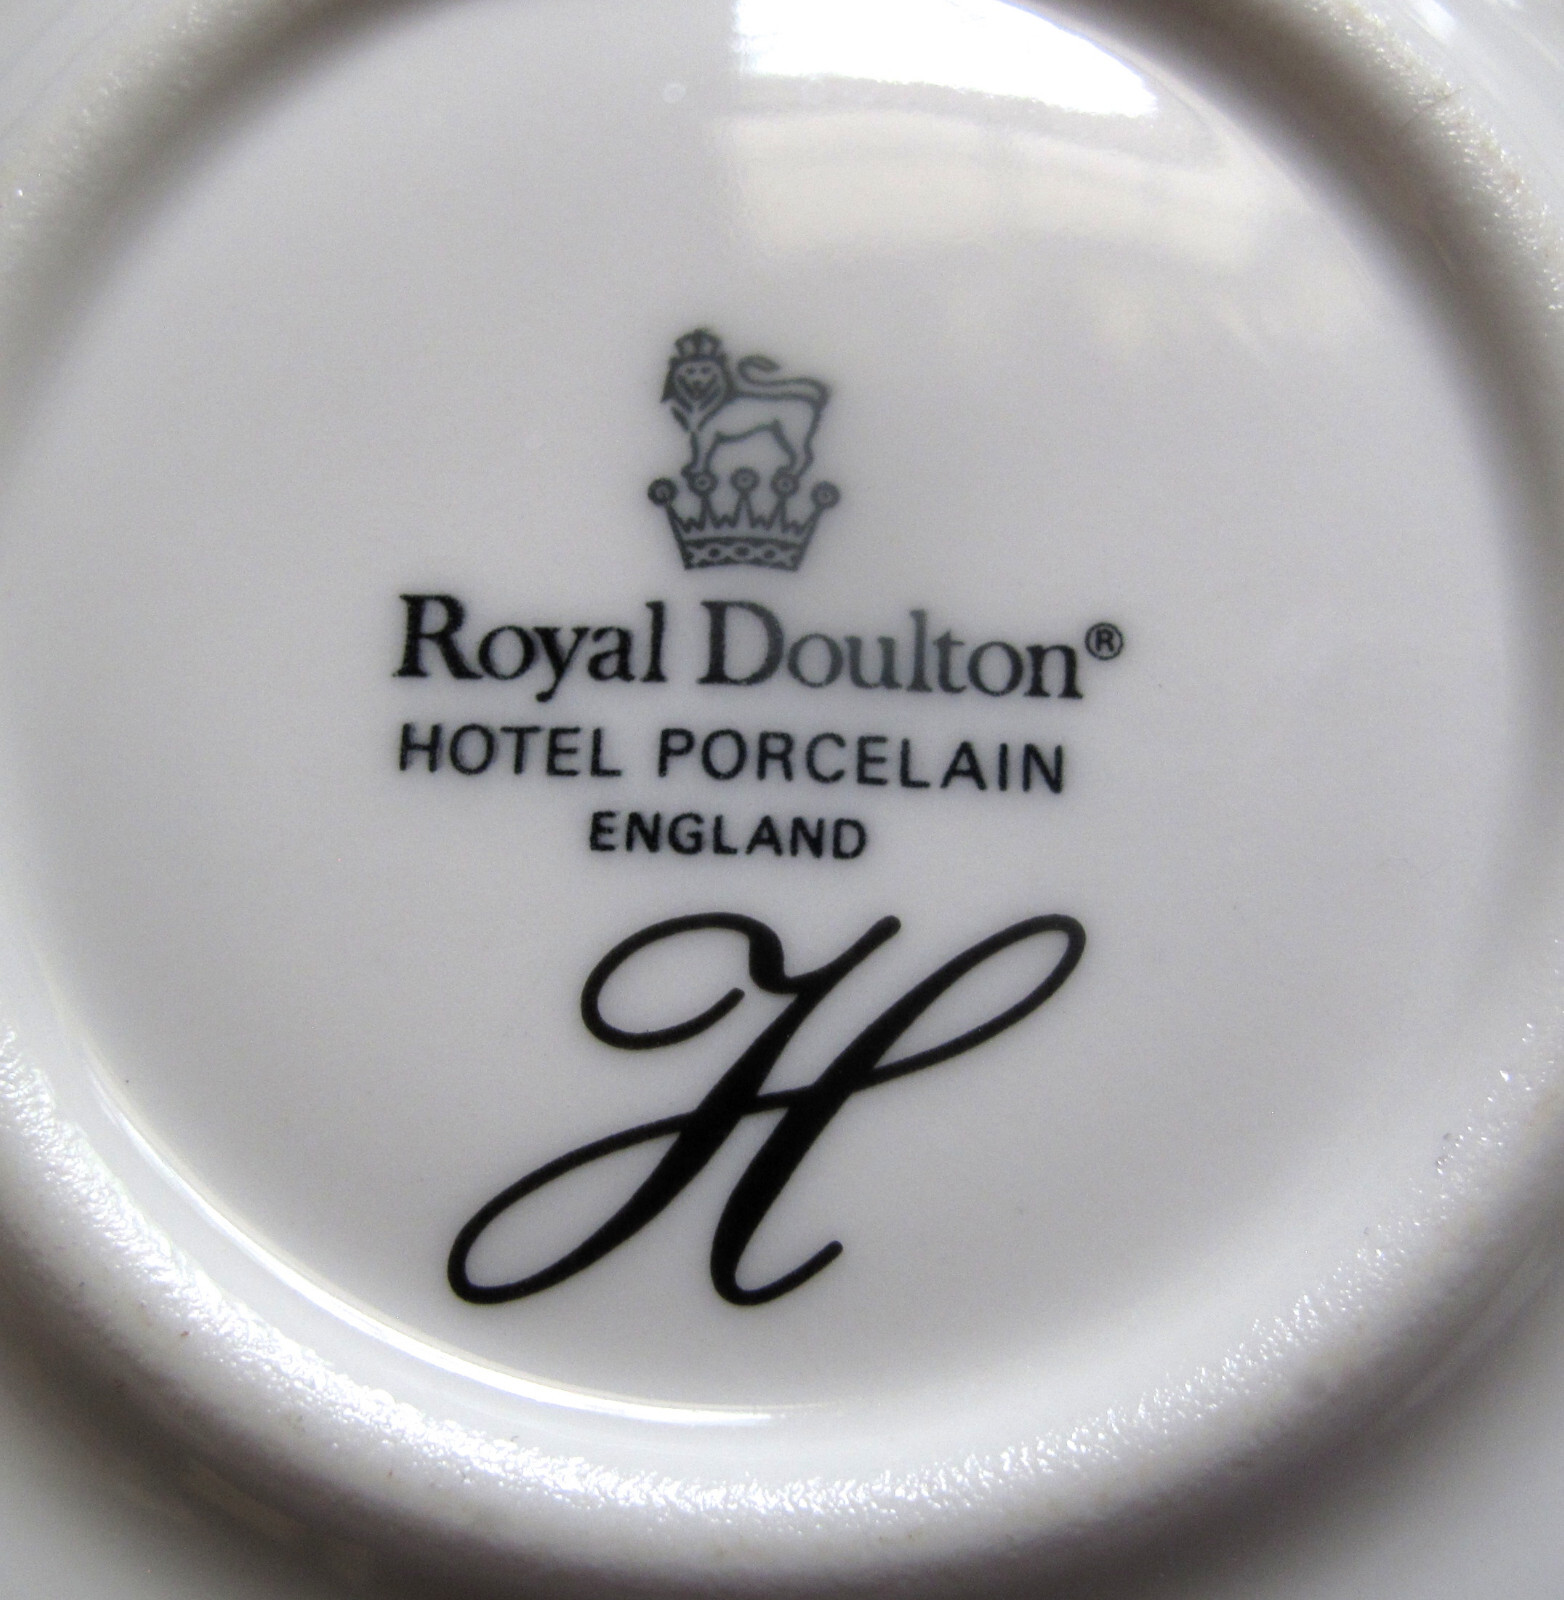 Royal Doulton®
HOTEL PORCELAIN
ENGLAND
H